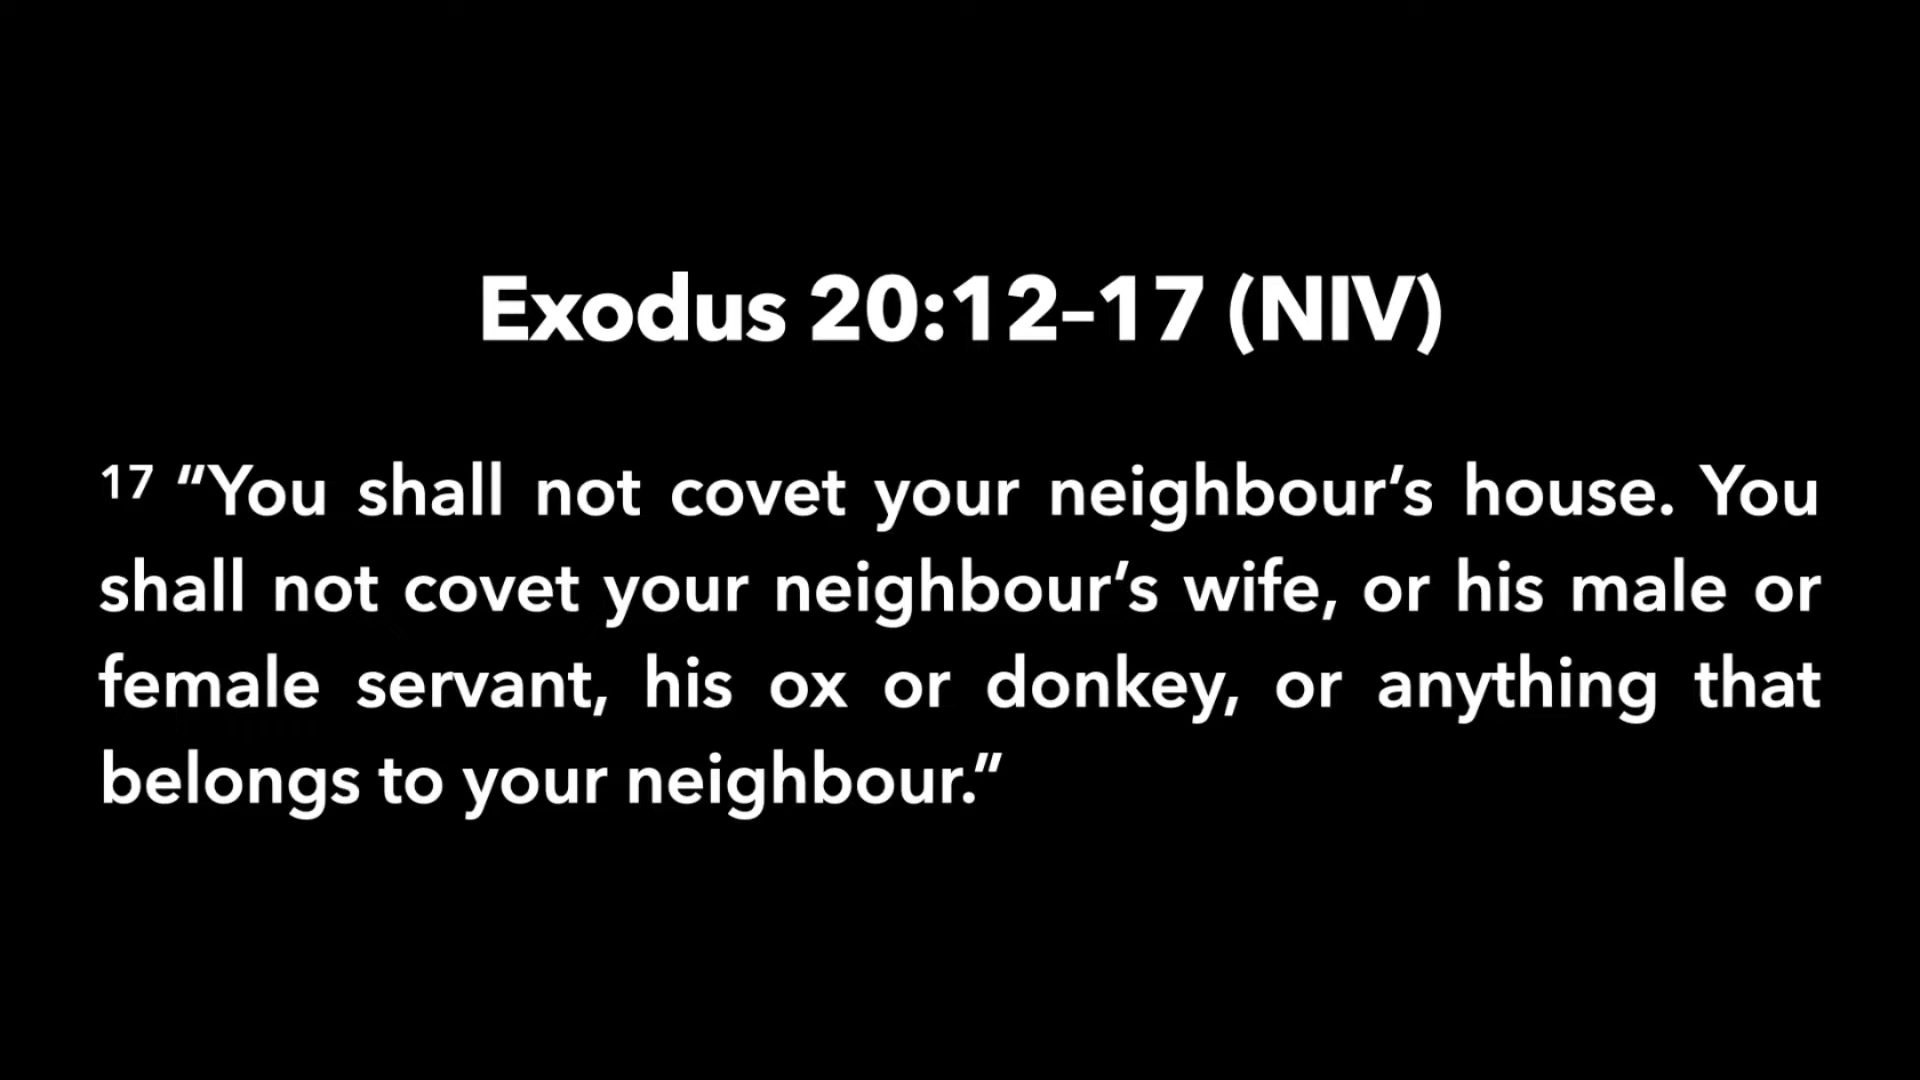 Exodus 20:12–17 (NIV)
17 “You shall not covet your neighbour’s house. You
shall not covet your neighbour’s wife, or his male or
female servant, his ox or donkey, or anything that
belongs to your neighbour.”